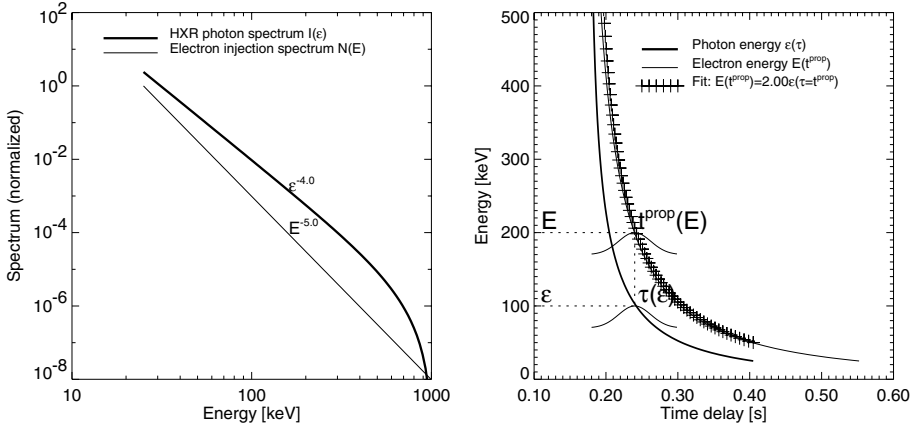 HXR photon spectrum I(ε)
Electron injection spectrum N(E)
10^0
10^-2
10^-4
10^-6
10^-8
Spectrum (normalized)
ε^-4.0
E^-5.0
10
100
1000
Energy [keV]
500
400
300
200
100
0
Energy [keV]
Photon energy ε(τ)
Electron energy E(t^prop)
Fit: E(t^prop)=2.00ε(τ=t^prop)
E
t^prop(E)
ε
τ(ε)
0.10
0.20
0.30
0.40
0.50
0.60
Time delay [s]